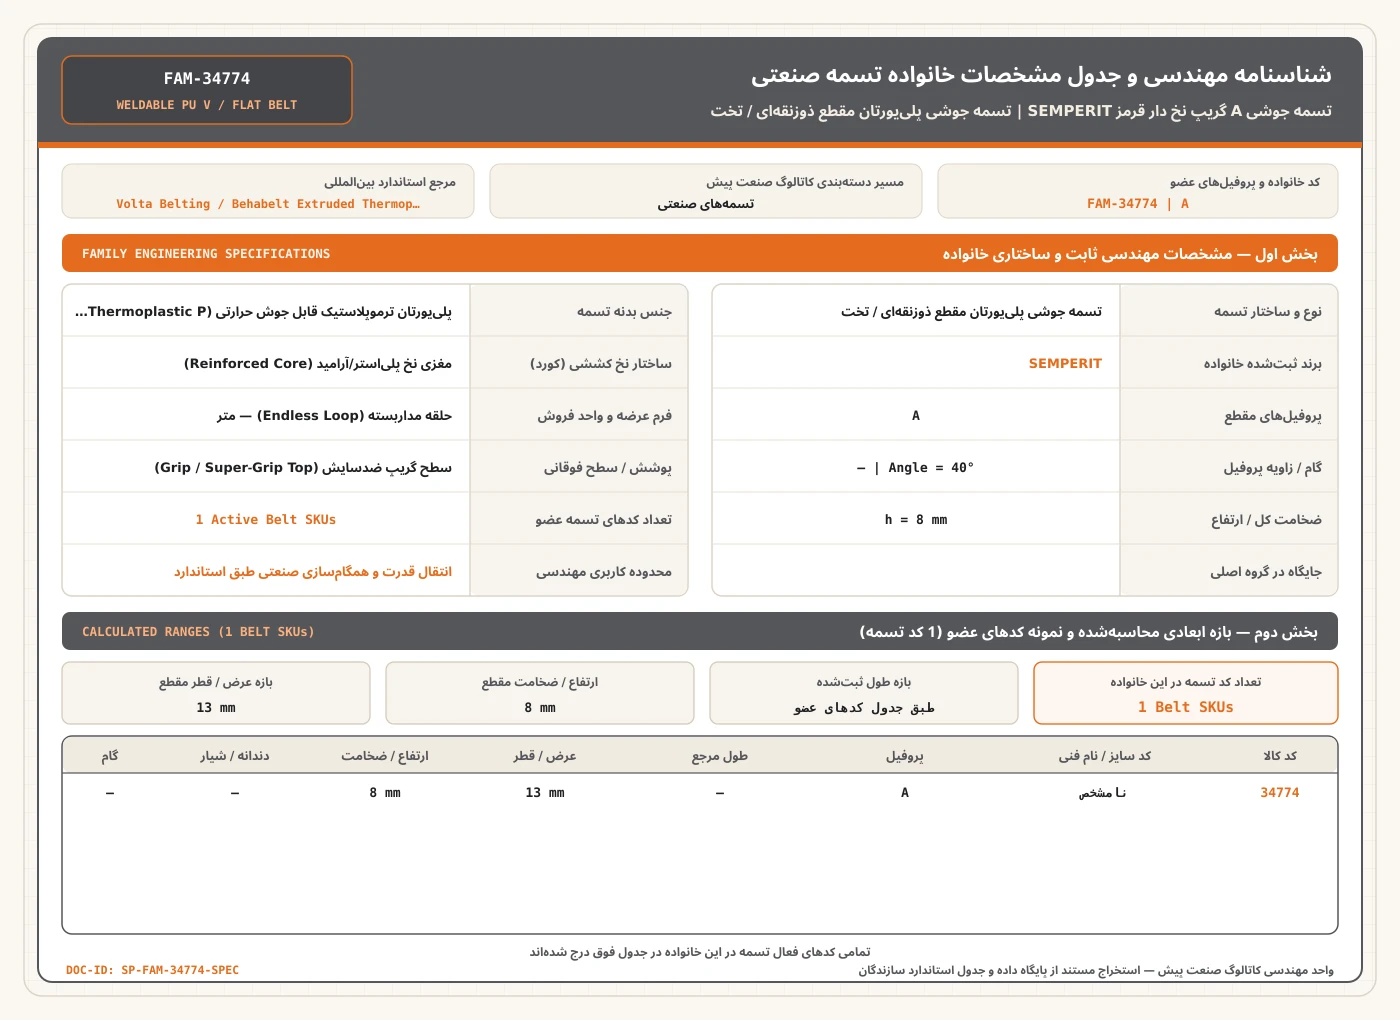 شناسنامه مهندسی و جدول مشخصات خانواده تسمه صنعتی
تسمه جوشی A گریپ نخ دار قرمز SEMPERIT | تسمه جوشی پلی‌یورتان مقطع ذوزنقه‌ای / تخت
FAM-34774
WELDABLE PU V / FLAT BELT
کد خانواده و پروفیل‌های عضو
FAM-34774 | A
مسیر دسته‌بندی کاتالوگ صنعت پیش
تسمه‌های صنعتی
مرجع استاندارد بین‌المللی
Volta Belting / Behabelt Extruded Thermop…
بخش اول — مشخصات مهندسی ثابت و ساختاری خانواده
FAMILY ENGINEERING SPECIFICATIONS
نوع و ساختار تسمه
تسمه جوشی پلی‌یورتان مقطع ذوزنقه‌ای / تخت
برند ثبت‌شده خانواده
SEMPERIT
پروفیل‌های مقطع
A
گام / زاویه پروفیل
— | Angle = 40°
ضخامت کل / ارتفاع
h = 8 mm
جایگاه در گروه اصلی
جنس بدنه تسمه
پلی‌یورتان ترموپلاستیک قابل جوش حرارتی (Thermoplastic P…
ساختار نخ کششی (کورد)
مغزی نخ پلی‌استر/آرامید (Reinforced Core)
فرم عرضه و واحد فروش
حلقه مداربسته (Endless Loop) — متر
پوشش / سطح فوقانی
سطح گریپ ضدسایش (Grip / Super-Grip Top)
تعداد کدهای تسمه عضو
1 Active Belt SKUs
محدوده کاربری مهندسی
انتقال قدرت و همگام‌سازی صنعتی طبق استاندارد
بخش دوم — بازه ابعادی محاسبه‌شده و نمونه کدهای عضو (1 کد تسمه)
CALCULATED RANGES (1 BELT SKUs)
تعداد کد تسمه در این خانواده
1 Belt SKUs
بازه طول ثبت‌شده
طبق جدول کدهای عضو
ارتفاع / ضخامت مقطع
8 mm
بازه عرض / قطر مقطع
13 mm
کد کالا کد سایز / نام فنی پروفیل طول مرجع عرض / قطر ارتفاع / ضخامت دندانه / شیار گام
34774 نامشخص A — 13 mm 8 mm — —
تمامی کدهای فعال تسمه در این خانواده در جدول فوق درج شده‌اند
واحد مهندسی کاتالوگ صنعت پیش — استخراج مستند از پایگاه داده و جدول استاندارد سازندگان
DOC-ID: SP-FAM-34774-SPEC